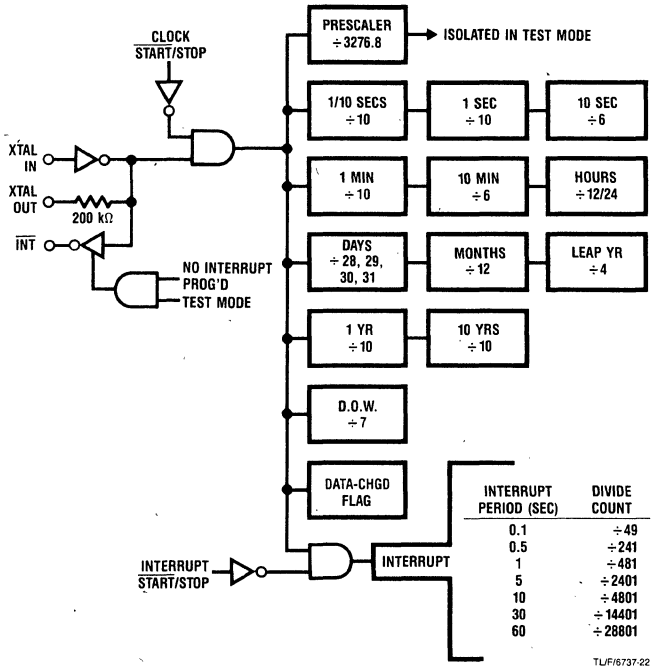 CLOCK
START/STOP
PRESCALER
÷3276.8
ISOLATED IN TEST MODE
1/10 SECS
÷10
1 SEC
÷10
10 SEC
÷6
XTAL
IN
XTAL
OUT
200 kΩ
INT
NO INTERRUPT
PROG'D
TEST MODE
1 MIN
÷10
10 MIN
÷6
HOURS
÷12/24
DAYS
÷ 28, 29,
30, 31
MONTHS
÷12
LEAP YR
÷4
1 YR
÷10
10 YRS
÷10
D.O.W.
÷7
DATA-CHGD
FLAG
INTERRUPT
START/STOP
INTERRUPT
INTERRUPT PERIOD (SEC) DIVIDE COUNT
0.1 ÷49
0.5 ÷241
1 ÷481
5 ÷2401
10 ÷4801
30 ÷14401
60 ÷28801
TL/F/6737-22